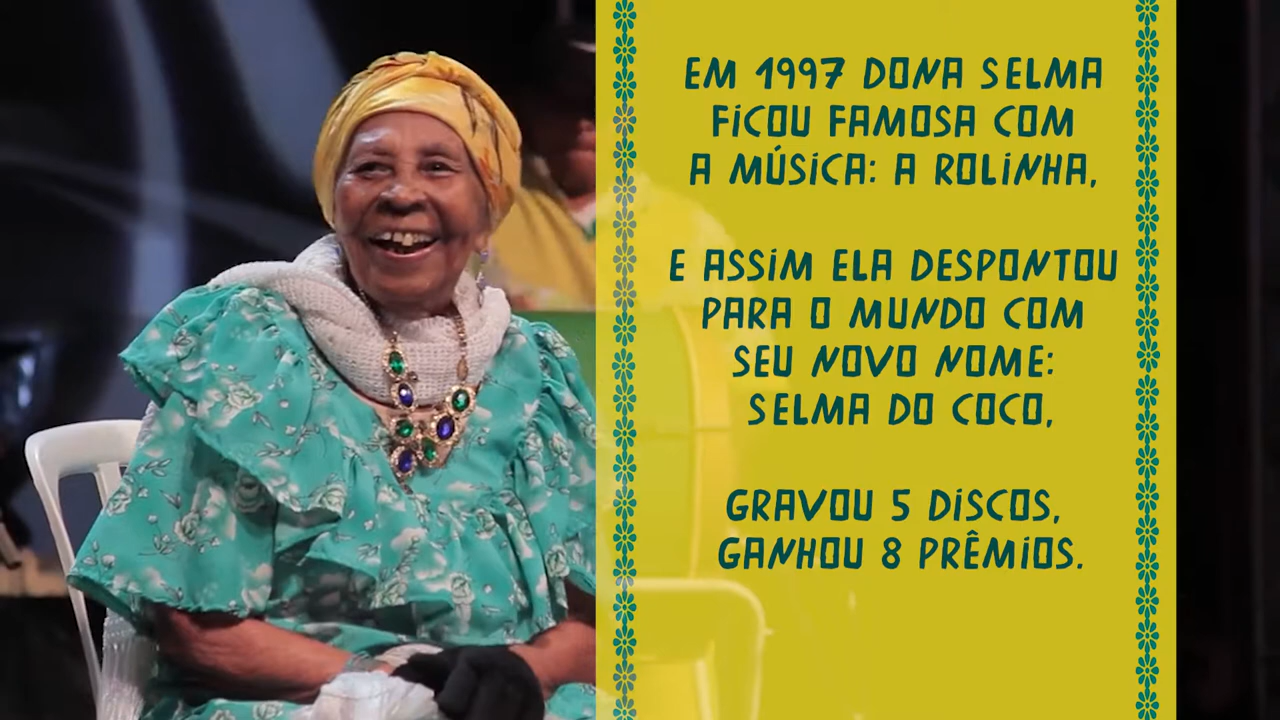 EM 1997 DONA SELMA
FICOU FAMOSA COM
A MÚSICA: A ROLINHA,
E ASSIM ELA DESPONTOU
PARA O MUNDO COM
SEU NOVO NOME:
SELMA DO COCO,
GRAVOU 5 DISCOS,
GANHOU 8 PRÊMIOS.